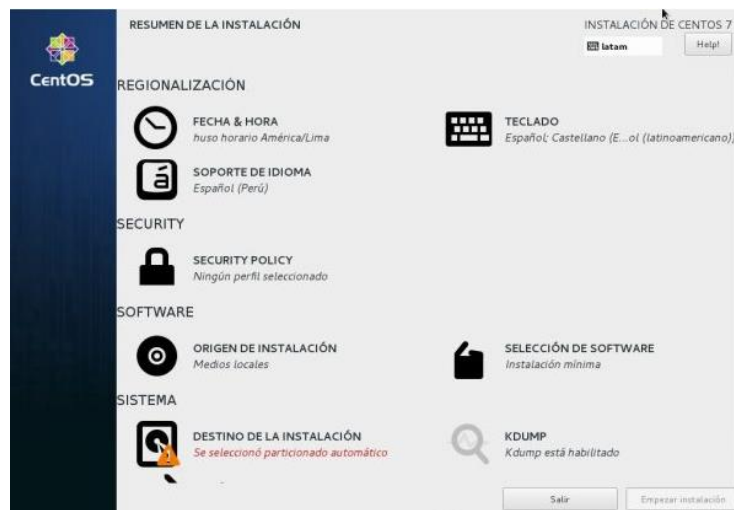 RESUMEN DE LA INSTALACIÓN
INSTALACIÓN DE CENTOS 7
latam
Help!
CentOS
REGIONALIZACIÓN
FECHA & HORA
huso horario América/Lima
TECLADO
Español; Castellano (E...ol (latinoamericano))
SOPORTE DE IDIOMA
Español (Perú)
SECURITY
SECURITY POLICY
Ningún perfil seleccionado
SOFTWARE
ORIGEN DE INSTALACIÓN
Medios locales
SELECCIÓN DE SOFTWARE
Instalación mínima
SISTEMA
DESTINO DE LA INSTALACIÓN
Se seleccionó particionado automático
KDUMP
Kdump está habilitado
Salir
Empezar instalación